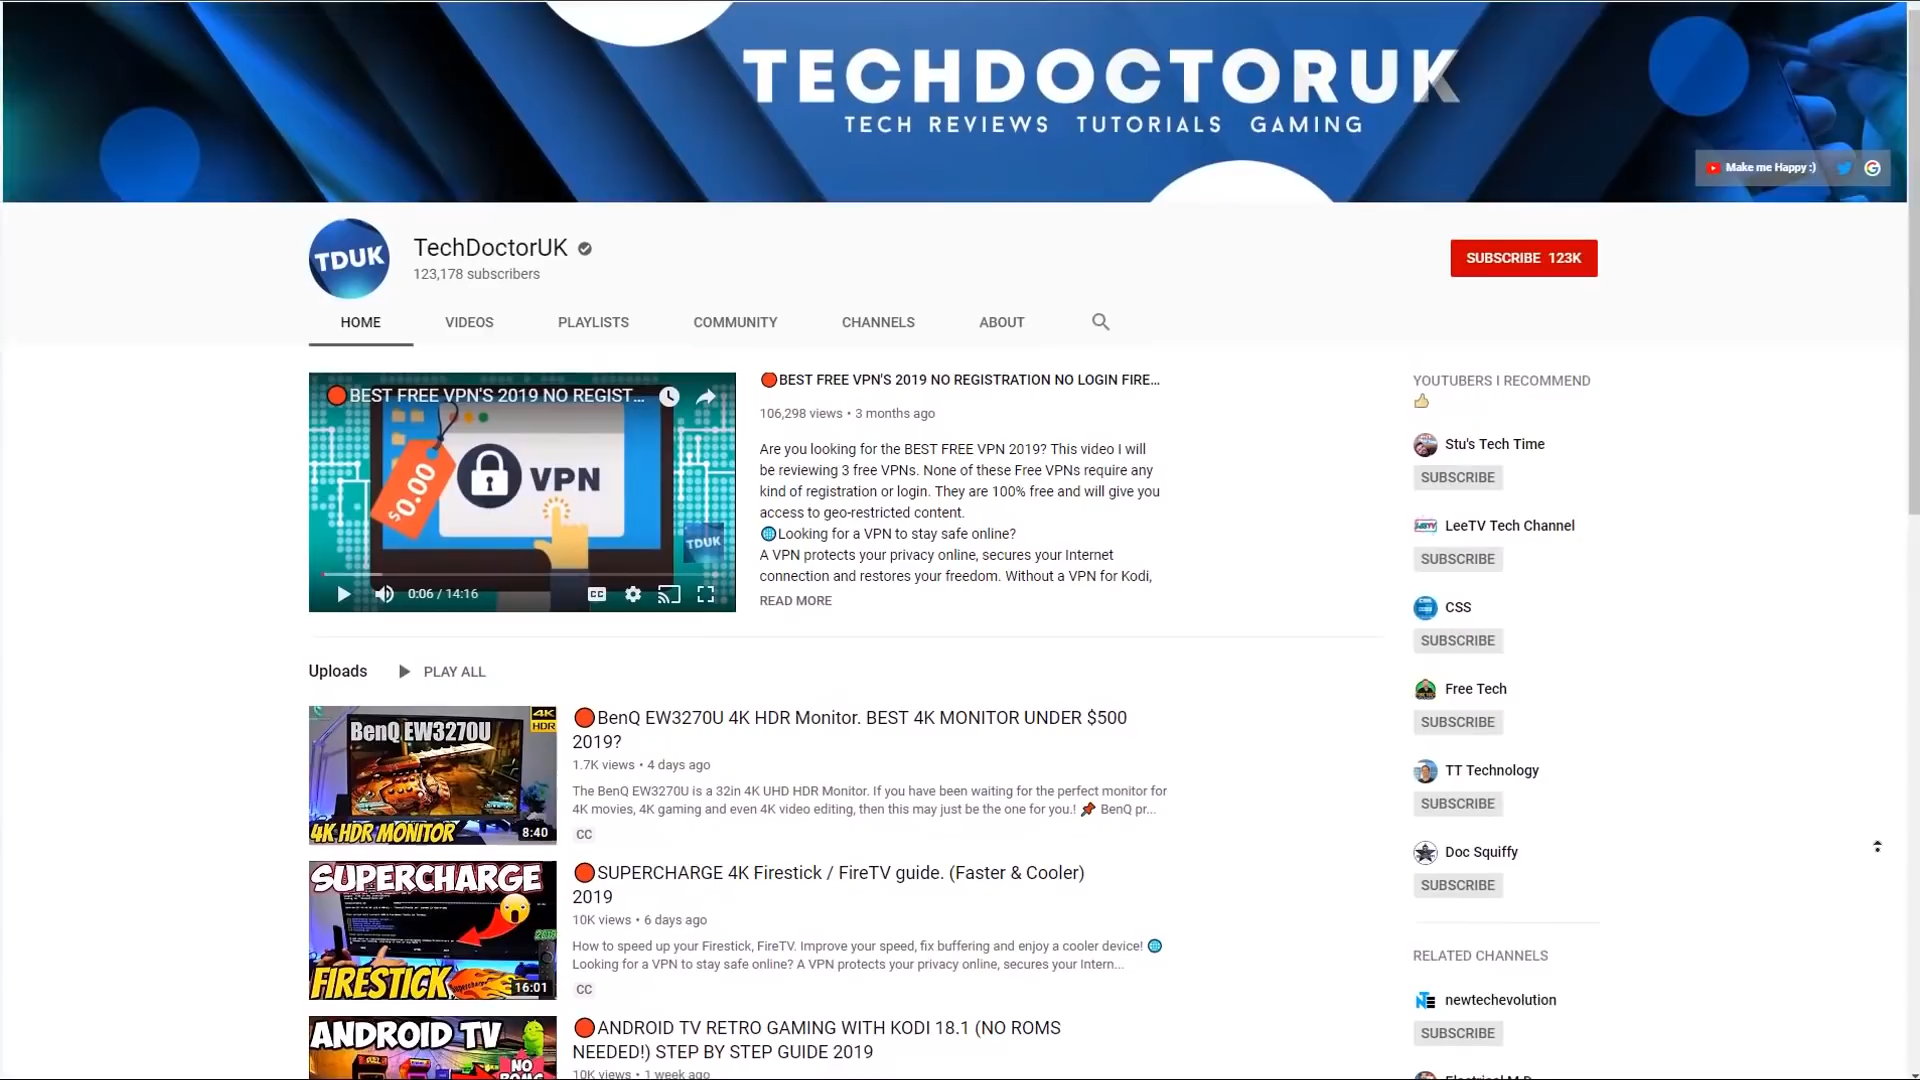 TECHDOCTORUK
TECH REVIEWS TUTORIALS GAMING
Make me Happy :)
TDUK
TechDoctorUK
123,178 subscribers
SUBSCRIBE 123K
HOME
VIDEOS
PLAYLISTS
COMMUNITY
CHANNELS
ABOUT
BEST FREE VPN'S 2019 NO REGIST...
$0.00
VPN
TDUK
0:06 / 14:16
CC
BEST FREE VPN'S 2019 NO REGISTRATION NO LOGIN FIRE...
106,298 views • 3 months ago
Are you looking for the BEST FREE VPN 2019? This video I will
be reviewing 3 free VPNs. None of these Free VPNs require any
kind of registration or login. They are 100% free and will give you
access to geo-restricted content.
Looking for a VPN to stay safe online?
A VPN protects your privacy online, secures your Internet
connection and restores your freedom. Without a VPN for Kodi,
READ MORE
Uploads
PLAY ALL
BenQ EW3270U
4K
HDR
4K HDR MONITOR
8:40
BenQ EW3270U 4K HDR Monitor. BEST 4K MONITOR UNDER $500
2019?
1.7K views • 4 days ago
The BenQ EW3270U is a 32in 4K UHD HDR Monitor. If you have been waiting for the perfect monitor for
4K movies, 4K gaming and even 4K video editing, then this may just be the one for you.! BenQ pr...
CC
SUPERCHARGE
FIRESTICK
16:01
SUPERCHARGE 4K Firestick / FireTV guide. (Faster & Cooler)
2019
10K views • 6 days ago
How to speed up your Firestick, FireTV. Improve your speed, fix buffering and enjoy a cooler device!
Looking for a VPN to stay safe online? A VPN protects your privacy online, secures your Intern...
CC
ANDROID TV
NO
ROMS
ANDROID TV RETRO GAMING WITH KODI 18.1 (NO ROMS
NEEDED!) STEP BY STEP GUIDE 2019
10K views • 1 week ago
YOUTUBERS I RECOMMEND
Stu's Tech Time
SUBSCRIBE
LeeTV Tech Channel
SUBSCRIBE
CSS
SUBSCRIBE
Free Tech
SUBSCRIBE
TT Technology
SUBSCRIBE
Doc Squiffy
SUBSCRIBE
RELATED CHANNELS
newtechevolution
SUBSCRIBE